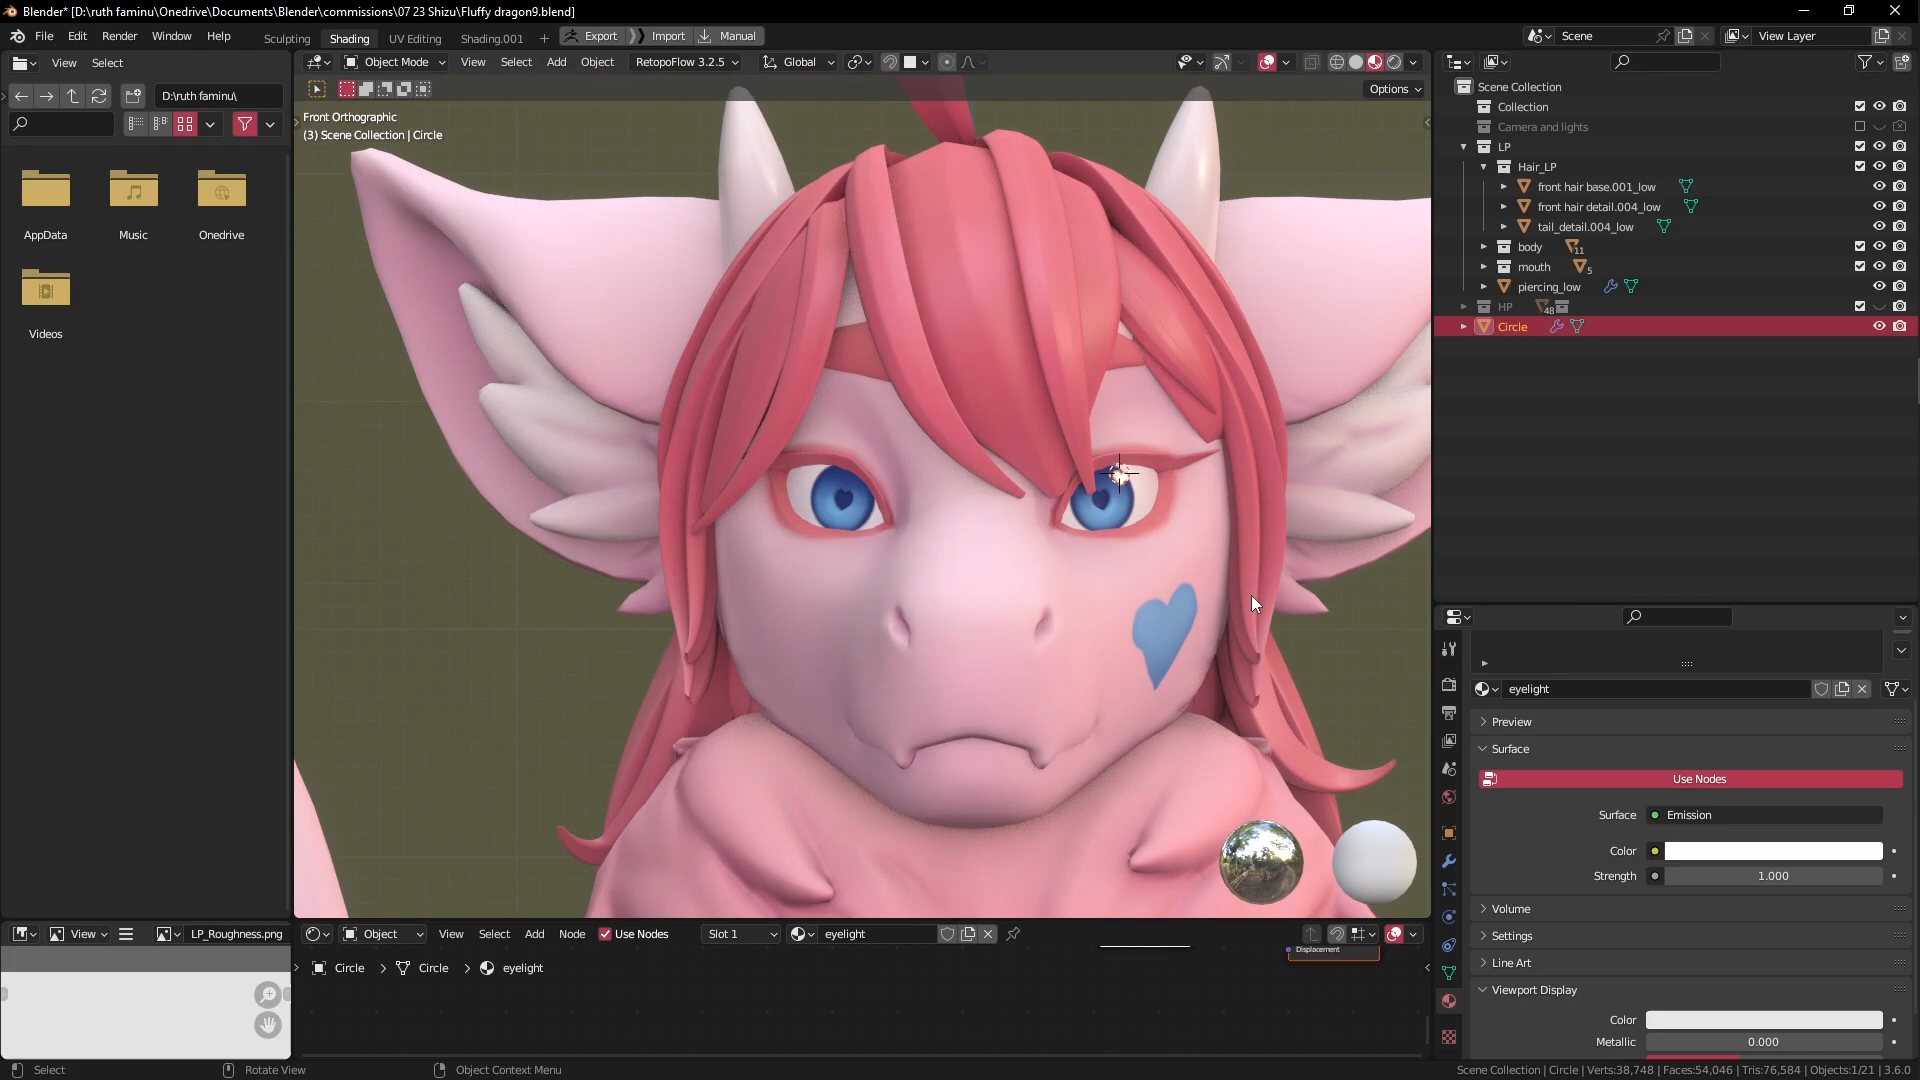 Blender* [D:\ruth faminu\Onedrive\Documents\Blender\commissions\07 23 Shizu\Fluffy dragon9.blend]
File Edit Render Window Help Sculpting Shading UV Editing Shading.001 + Export Import Manual Scene View Layer
View Select Object Mode View Select Add Object RetopoFlow 3.2.5 Global
D:\ruth faminu\ Options
Front Orthographic
(3) Scene Collection | Circle
AppData Music Onedrive
Videos
Scene Collection
Collection
Camera and lights
LP
Hair_LP
front hair base.001_low
front hair detail.004_low
tail_detail.004_low
body 11
mouth 5
piercing_low
HP 48
Circle
eyelight
Preview
Surface
Use Nodes
Surface Emission
Color
Strength 1.000
Volume
Settings
Line Art
Viewport Display
Color
Metallic 0.000
View LP_Roughness.png Object View Select Add Node Use Nodes Slot 1 eyelight
Displacement
Circle > Circle > eyelight
Select Rotate View Object Context Menu Scene Collection | Circle | Verts:38,748 | Faces:54,046 | Tris:76,584 | Objects:1/21 | 3.6.0